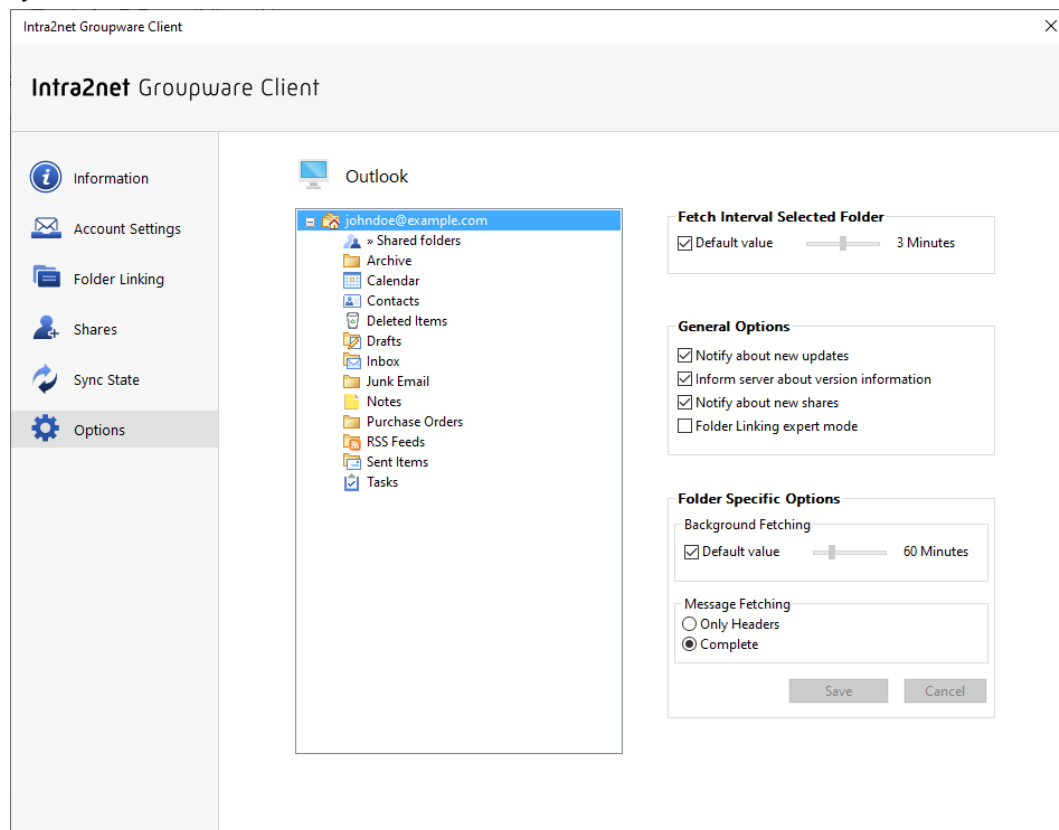 Intra2net Groupware Client
Intra2net Groupware Client
Information
Account Settings
Folder Linking
Shares
Sync State
Options
Outlook
johndoe@example.com
» Shared folders
Archive
Calendar
Contacts
Deleted Items
Drafts
Inbox
Junk Email
Notes
Purchase Orders
RSS Feeds
Sent Items
Tasks
Fetch Interval Selected Folder
Default value 3 Minutes
General Options
Notify about new updates
Inform server about version information
Notify about new shares
Folder Linking expert mode
Folder Specific Options
Background Fetching
Default value 60 Minutes
Message Fetching
Only Headers
Complete
Save Cancel